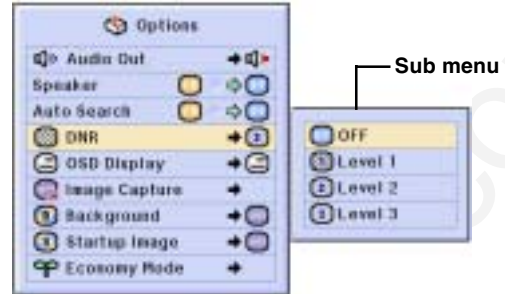 Options
Audio Out
Sub menu
Speaker
Auto Search
DNR
OFF
OSD Display
Level 1
Image Capture
Level 2
Background
Level 3
Startup Image
Economy Mode